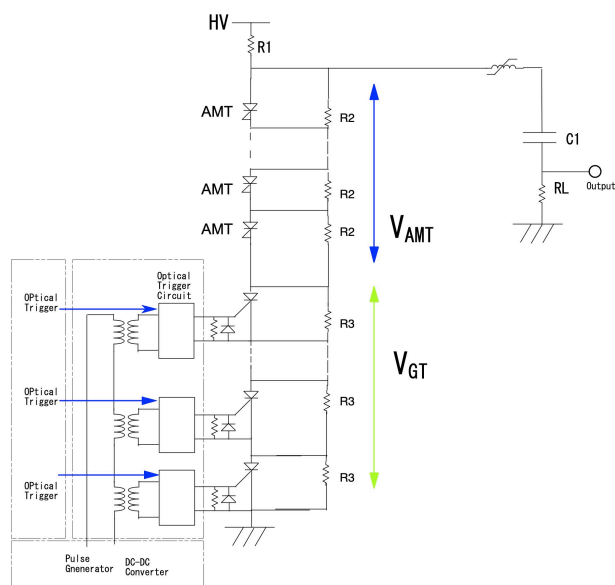 HV
R1
AMT
R2
C1
AMT
R2
RL
Output
AMT
R2
VAMT
Optical
Trigger
Circuit
OPtical
Trigger
R3
VGT
OPtical
Trigger
R3
OPtical
Trigger
R3
Pulse
Gnenerator
DC-DC
Converter